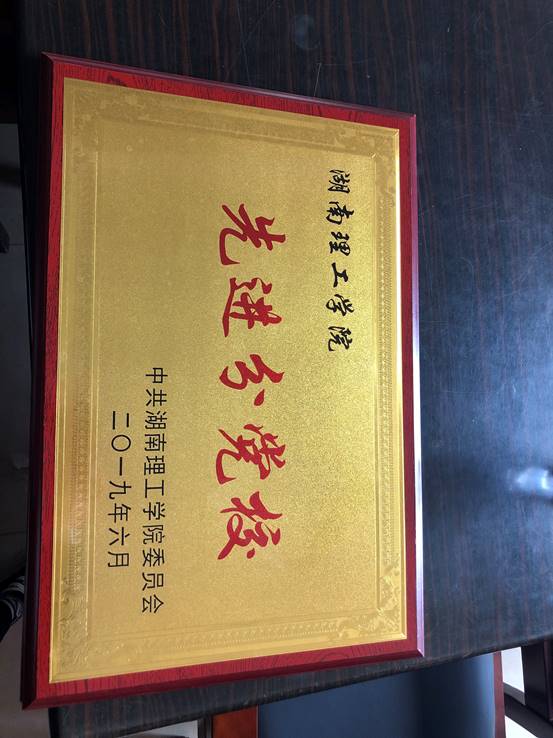 湖南理工学院
先进分党校
中共湖南理工学院委员会
二〇一九年六月